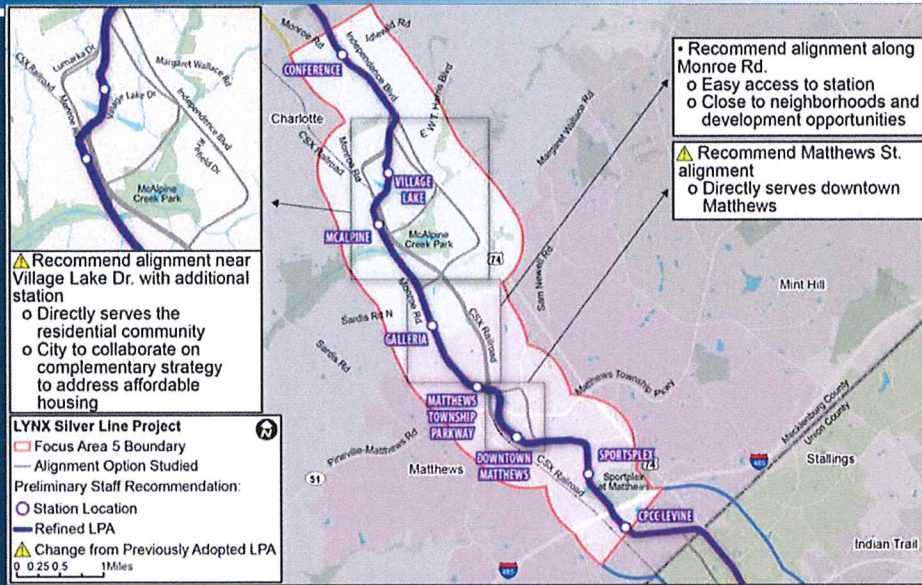 CSX Railroad
Lumarka Dr
Margaret Wallace Rd
Village Lake Dr
Independence Blvd
Monroe Rd
McAlpine
Creek Park
⚠ Recommend alignment near
Village Lake Dr. with additional
station
o Directly serves the
residential community
o City to collaborate on
complementary strategy
to address affordable
housing
LYNX Silver Line Project
Focus Area 5 Boundary
Alignment Option Studied
Preliminary Staff Recommendation:
Station Location
Refined LPA
⚠ Change from Previously Adopted LPA
0 0.25 0.5 1Miles
Monroe Rd
Idlewild Rd
CONFERENCE
Independence Blvd
E WT Harris Blvd
Charlotte
CSX Railroad
Monroe Rd
Margaret Wallace Rd
VILLAGE
LAKE
MCALPINE
McAlpine
Creek Park
74
Sam Newell Rd
Mint Hill
Monroe Rd
CSX Railroad
Sardis Rd N
GALLERIA
Sardis Rd
Matthews Township
Pkwy
MATTHEWS
TOWNSHIP
PARKWAY
Mecklenburg County
Union County
Pineville-Matthews Rd
51
Matthews
DOWNTOWN
MATTHEWS
CSX Railroad
SPORTSPLEX
74
Sportsplex
at Matthews
485
Stallings
CPCC LEVINE
Indian Trail
485
• Recommend alignment along
Monroe Rd.
o Easy access to station
o Close to neighborhoods and
development opportunities
⚠ Recommend Matthews St.
alignment
o Directly serves downtown
Matthews